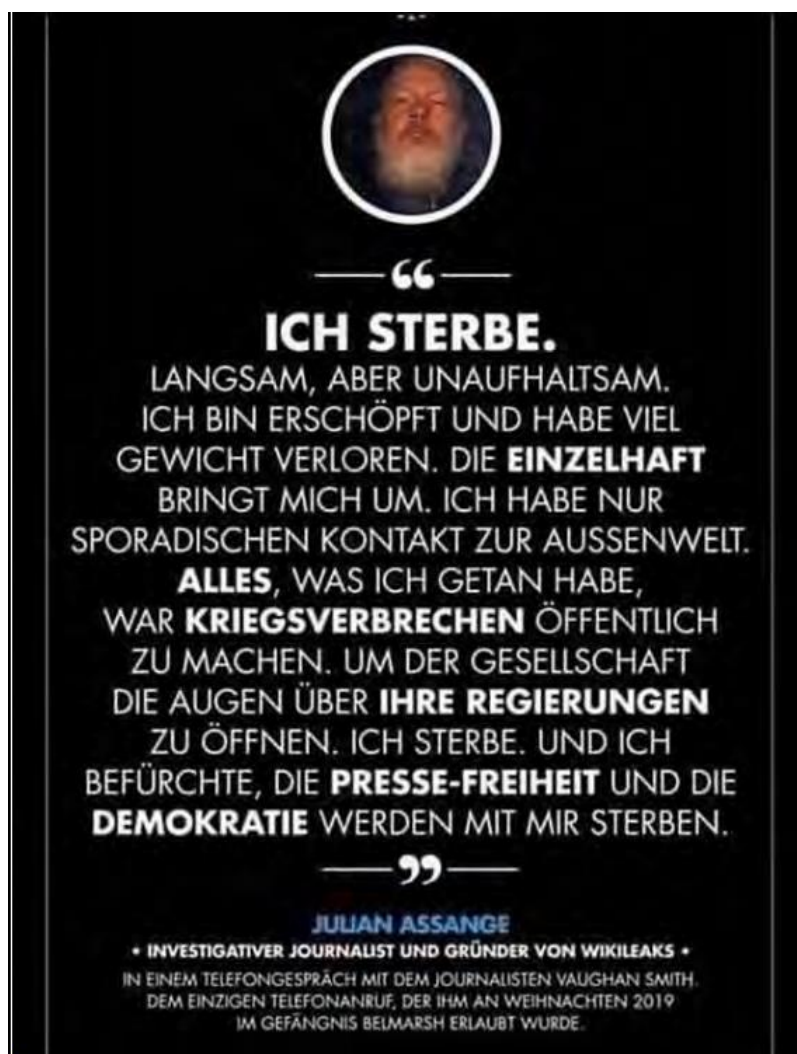 “
ICH STERBE.
LANGSAM, ABER UNAUFHALTSAM.
ICH BIN ERSCHÖPFT UND HABE VIEL
GEWICHT VERLOREN. DIE EINZELHAFT
BRINGT MICH UM. ICH HABE NUR
SPORADISCHEN KONTAKT ZUR AUSSENWELT.
ALLES, WAS ICH GETAN HABE,
WAR KRIEGSVERBRECHEN ÖFFENTLICH
ZU MACHEN. UM DER GESELLSCHAFT
DIE AUGEN ÜBER IHRE REGIERUNGEN
ZU ÖFFNEN. ICH STERBE. UND ICH
BEFÜRCHTE, DIE PRESSE-FREIHEIT UND DIE
DEMOKRATIE WERDEN MIT MIR STERBEN.
”
JULIAN ASSANGE
• INVESTIGATIVER JOURNALIST UND GRÜNDER VON WIKILEAKS •
IN EINEM TELEFONGESPRÄCH MIT DEM JOURNALISTEN VAUGHAN SMITH.
DEM EINZIGEN TELEFONANRUF, DER IHM AN WEIHNACHTEN 2019
IM GEFÄNGNIS BELMARSH ERLAUBT WURDE.